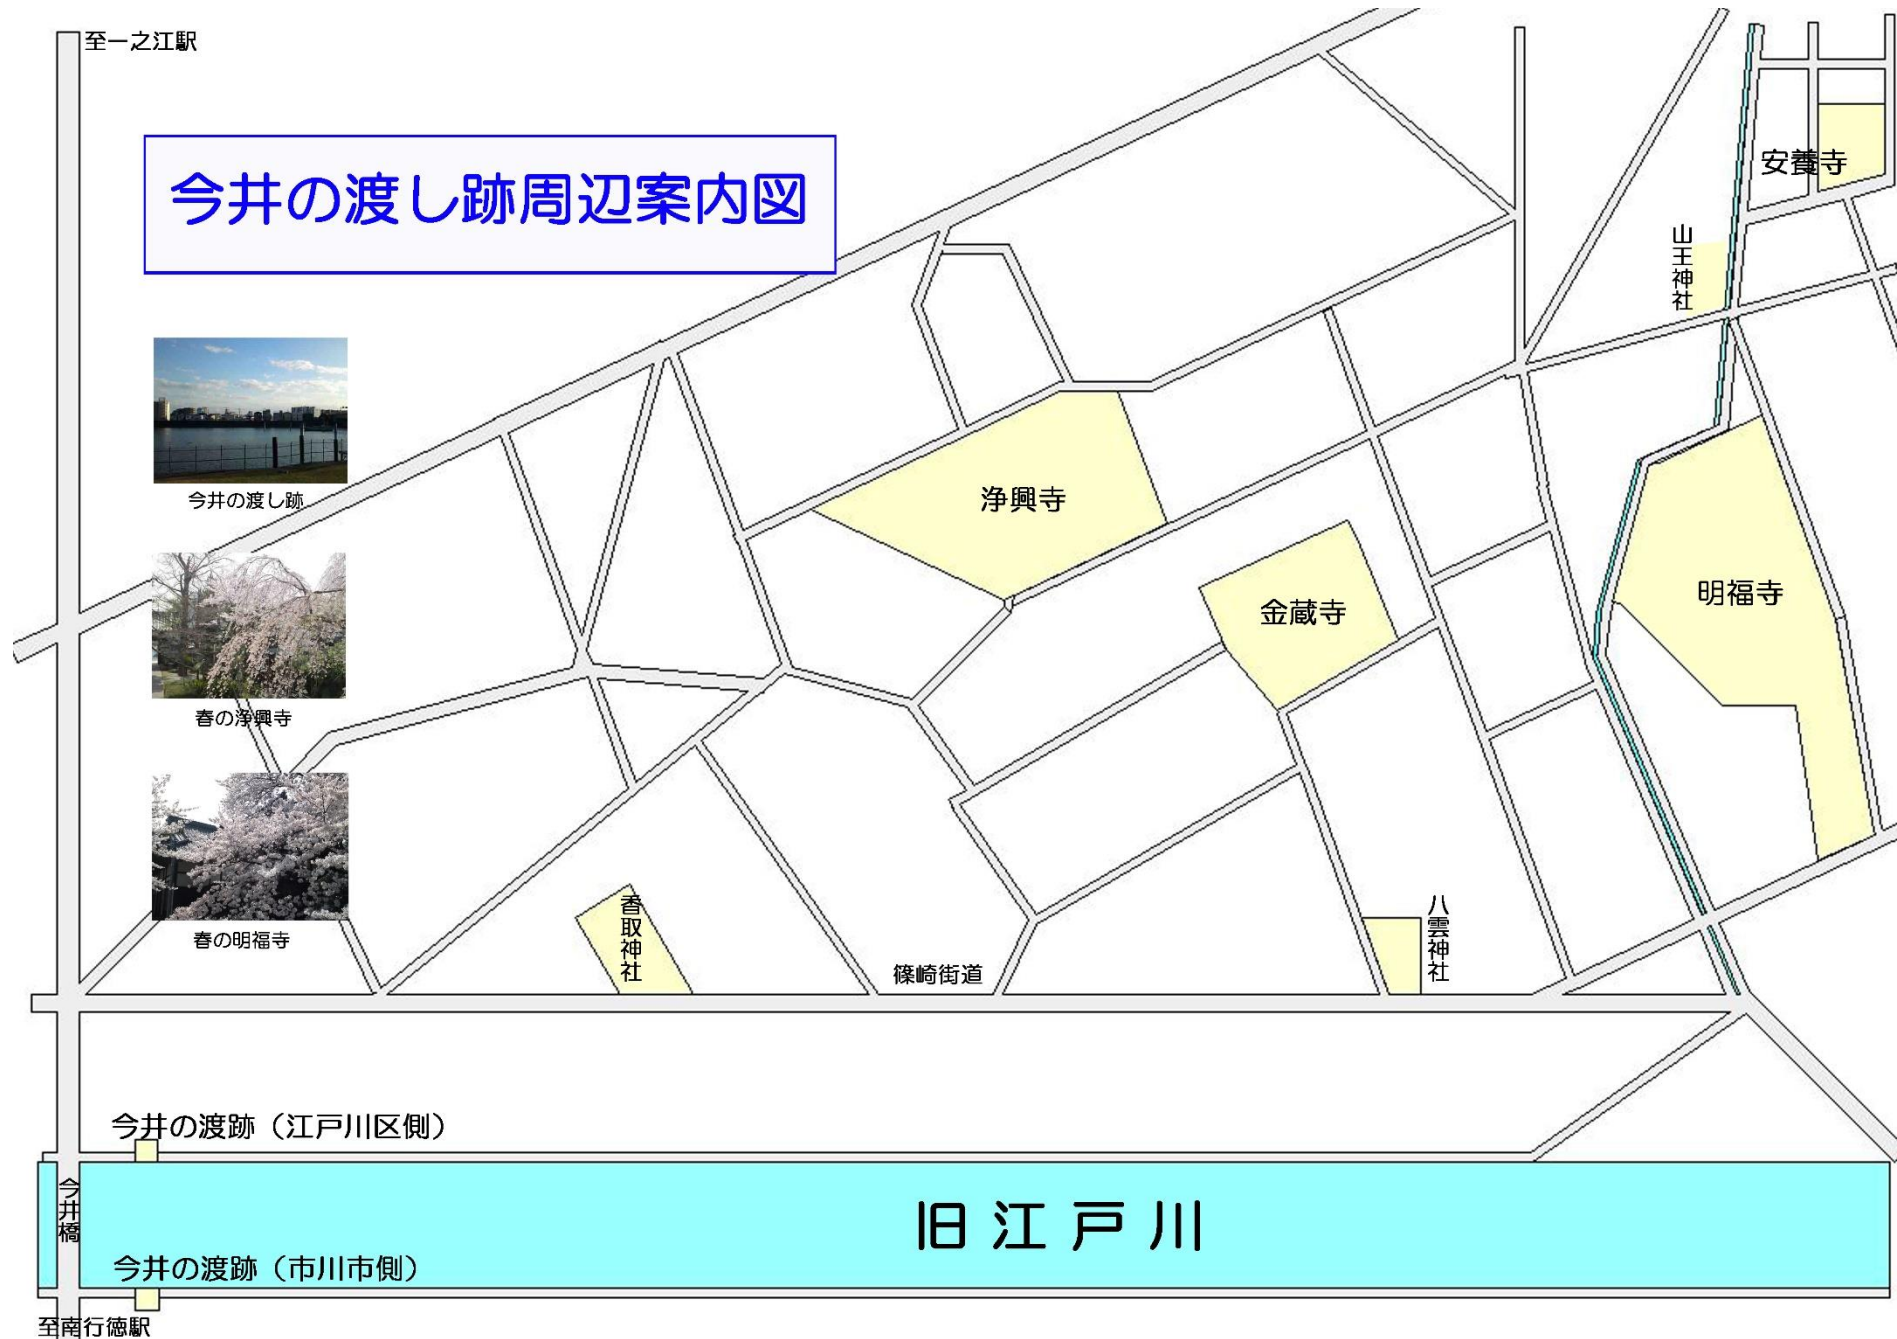 至一之江駅
今井の渡し跡周辺案内図
安養寺
山王神社
今井の渡し跡
浄興寺
金蔵寺
明福寺
春の浄興寺
春の明福寺
香取神社
篠崎街道
八雲神社
今井の渡跡（江戸川区側）
今井橋
旧江戸川
今井の渡跡（市川市側）
至南行徳駅